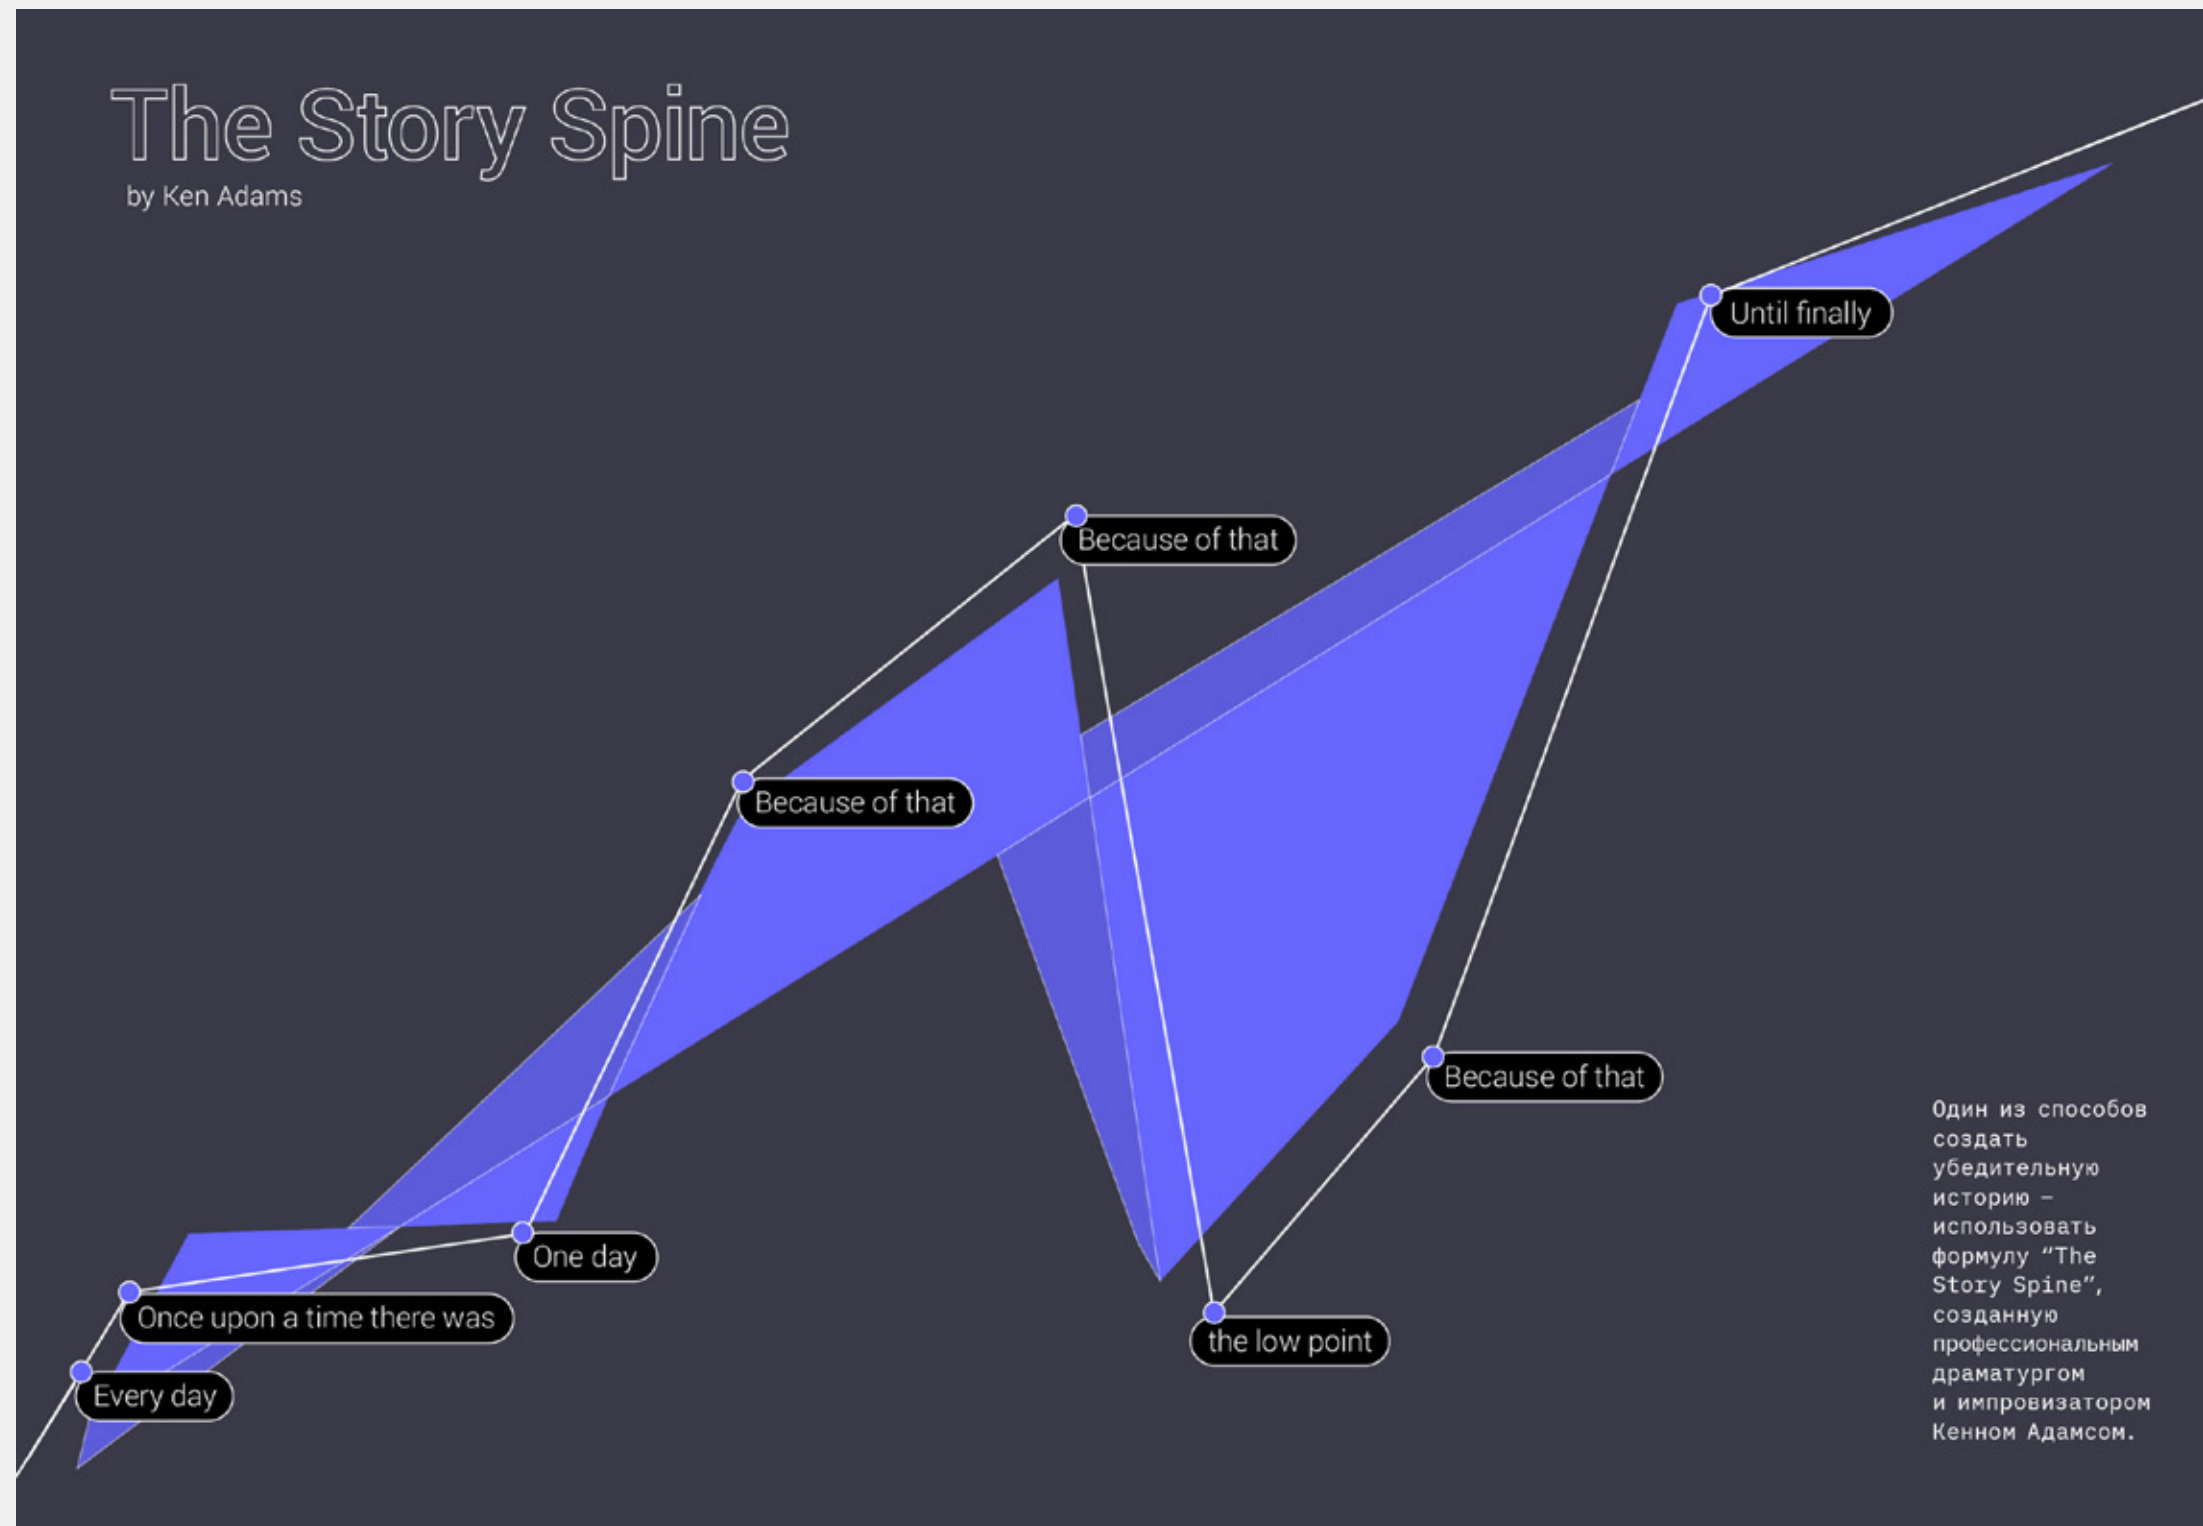 The Story Spine
by Ken Adams
Until finally
Because of that
Because of that
Because of that
One day
Once upon a time there was
the low point
Every day
Один из способов
создать
убедительную
историю —
использовать
формулу “The
Story Spine”,
созданную
профессиональным
драматургом
и импровизатором
Кенном Адамсом.